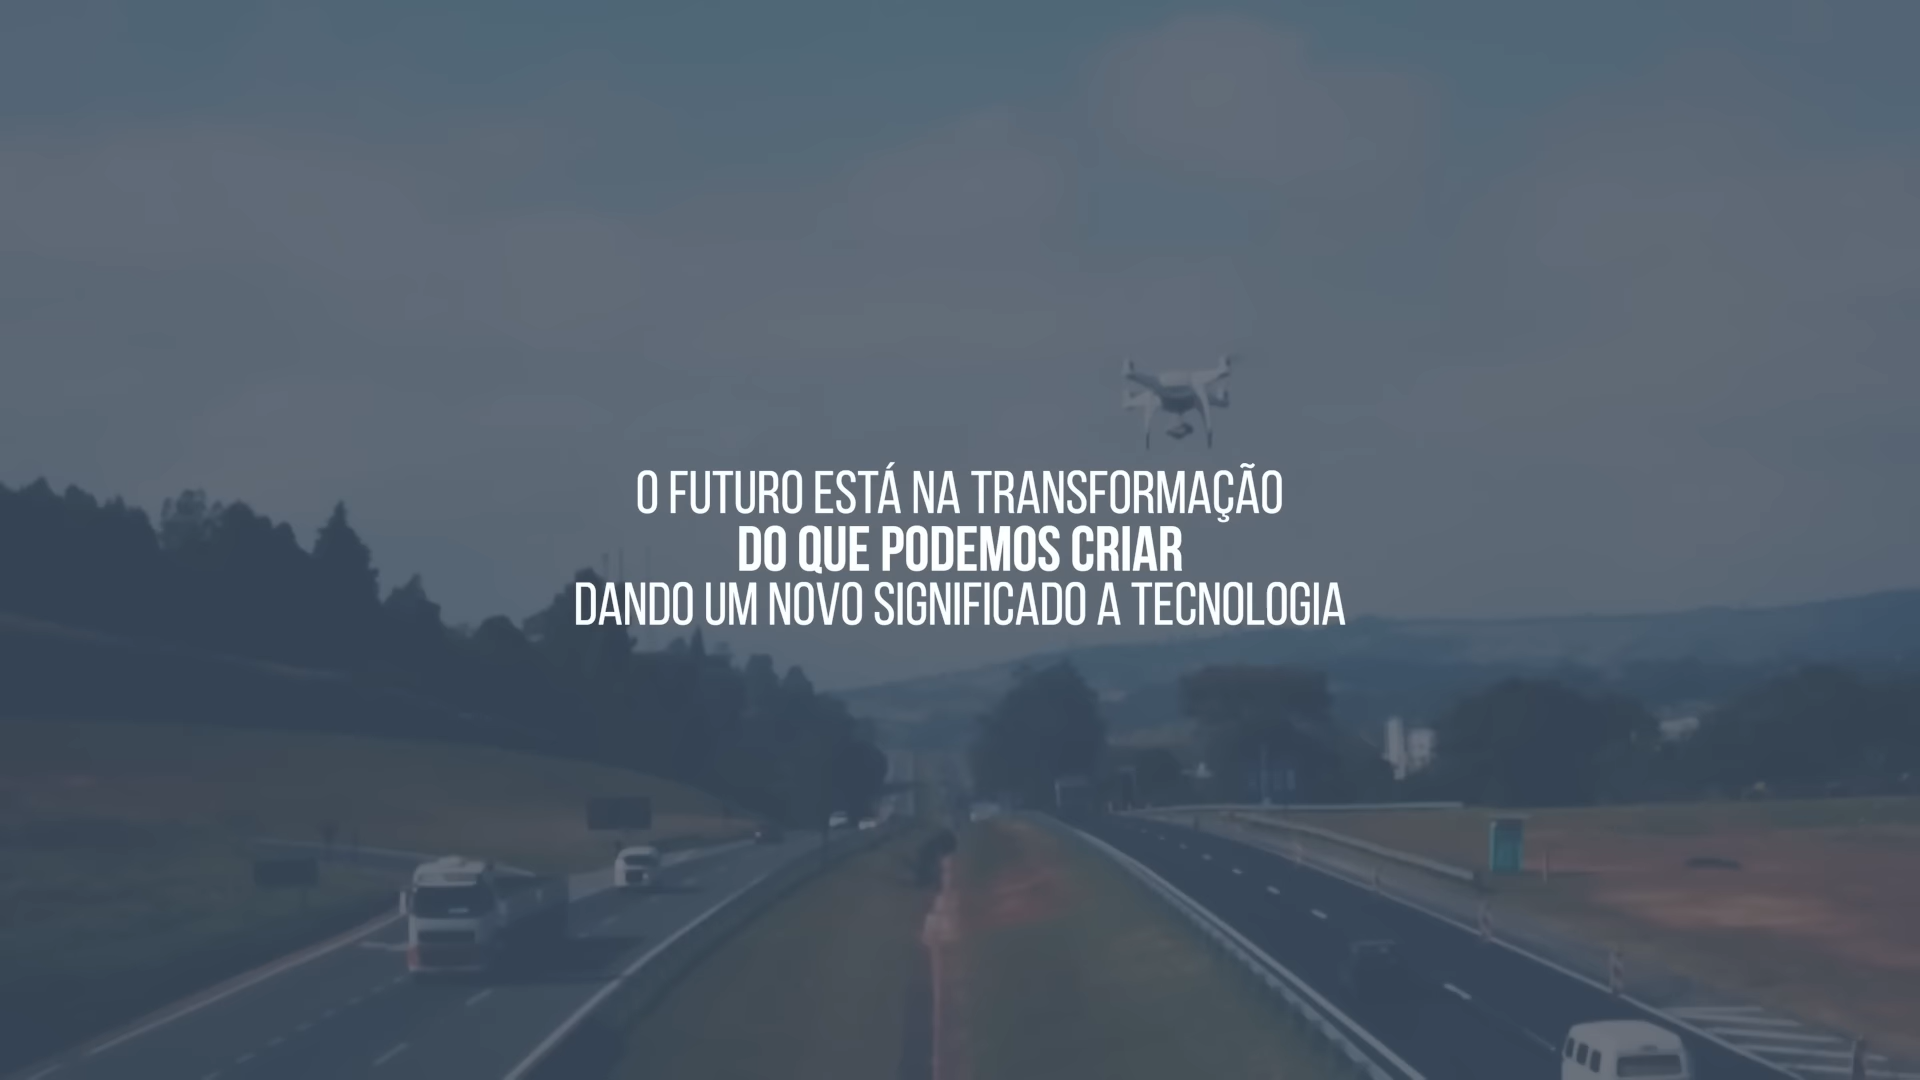 O FUTURO ESTÁ NA TRANSFORMAÇÃO
DO QUE PODEMOS CRIAR
DANDO UM NOVO SIGNIFICADO A TECNOLOGIA